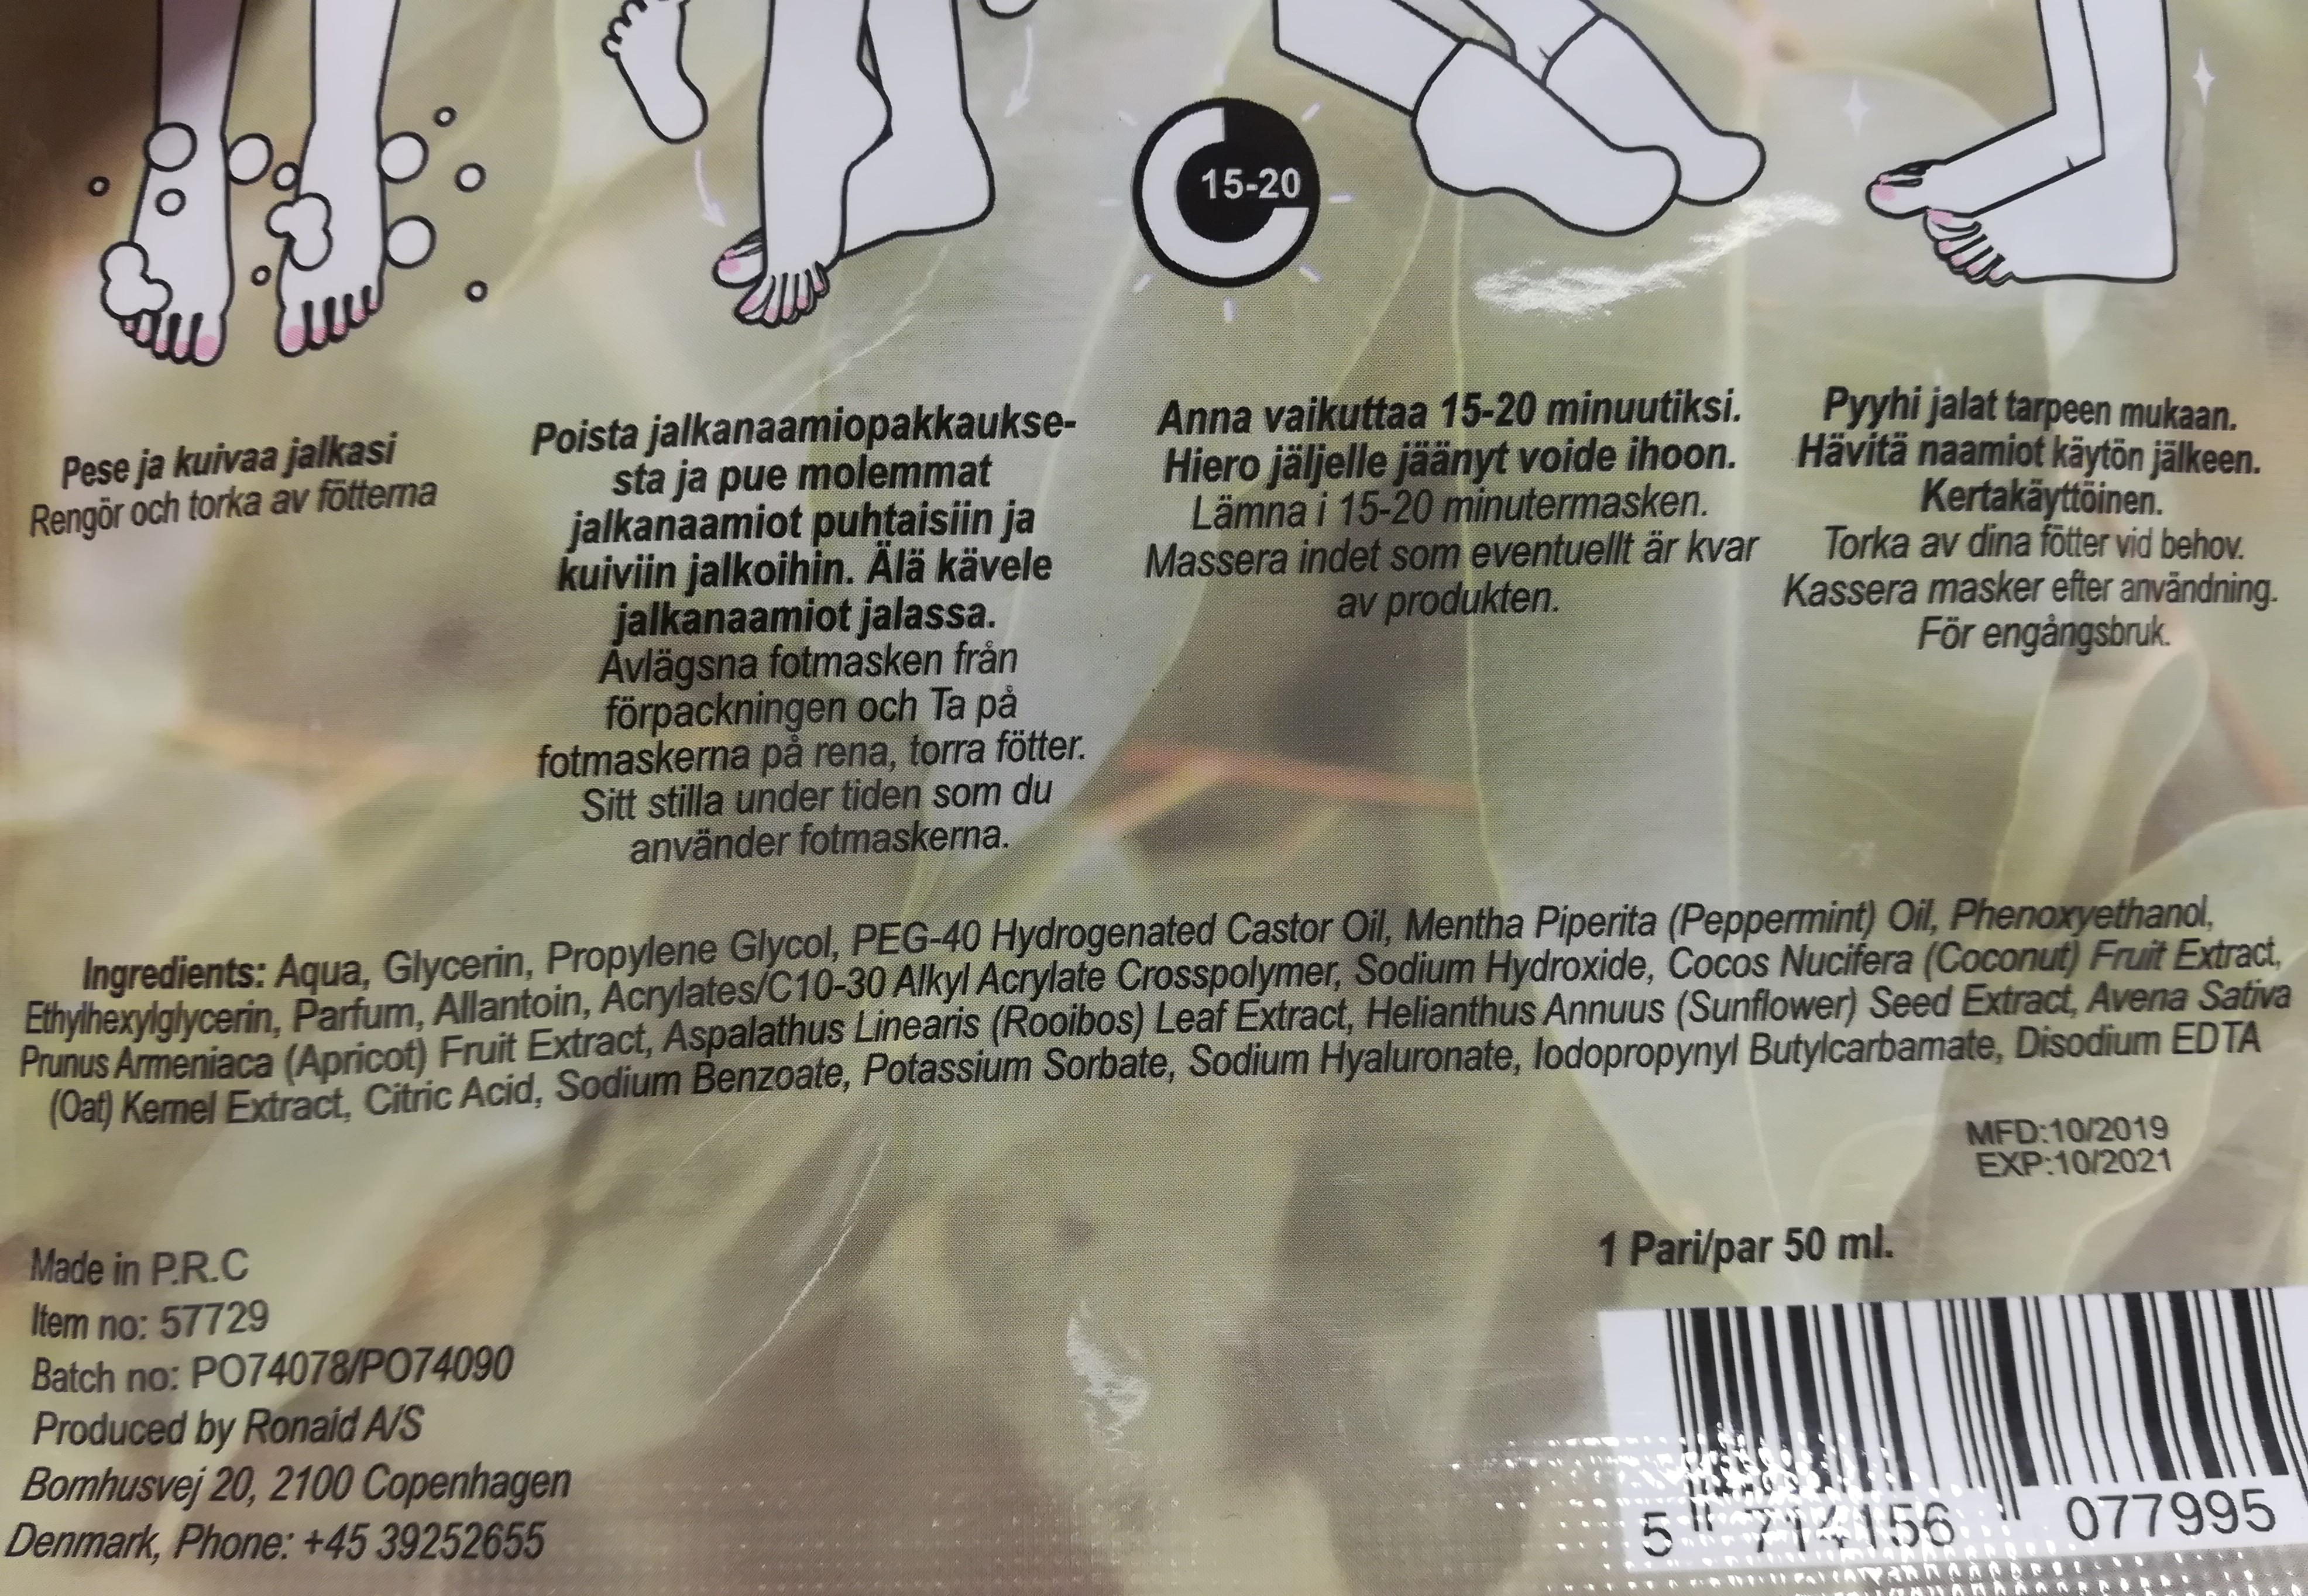 15-20
Pese ja kuivaa jalkasi
Rengör och torka av fötterna
Poista jalkanaamiopakkaukse-
sta ja pue molemmat
jalkanaamiot puhtaisiin ja
kuiviin jalkoihin. Älä kävele
jalkanaamiot jalassa.
Avlägsna fotmasken från
förpackningen och Ta på
fotmaskerna på rena, torra fötter.
Sitt stilla under tiden som du
använder fotmaskerna.
Anna vaikuttaa 15-20 minuutiksi.
Hiero jäljelle jäänyt voide ihoon.
Lämna i 15-20 minutermasken.
Massera indet som eventuellt är kvar
av produkten.
Pyyhi jalat tarpeen mukaan.
Hävitä naamiot käytön jälkeen.
Kertakäyttöinen.
Torka av dina fötter vid behov.
Kassera masker efter användning.
För engångsbruk.
Ingredients: Aqua, Glycerin, Propylene Glycol, PEG-40 Hydrogenated Castor Oil, Mentha Piperita (Peppermint) Oil, Phenoxyethanol,
Ethylhexylglycerin, Parfum, Allantoin, Acrylates/C10-30 Alkyl Acrylate Crosspolymer, Sodium Hydroxide, Cocos Nucifera (Coconut) Fruit Extract,
Prunus Armeniaca (Apricot) Fruit Extract, Aspalathus Linearis (Rooibos) Leaf Extract, Helianthus Annuus (Sunflower) Seed Extract, Avena Sativa
(Oat) Kernel Extract, Citric Acid, Sodium Benzoate, Potassium Sorbate, Sodium Hyaluronate, Iodopropynyl Butylcarbamate, Disodium EDTA
MFD:10/2019
EXP:10/2021
1 Pari/par 50 ml.
Made in P.R.C
Item no: 57729
Batch no: PO74078/PO74090
Produced by Ronaid A/S
Bomhusvej 20, 2100 Copenhagen
Denmark, Phone: +45 39252655
5 714156 077995